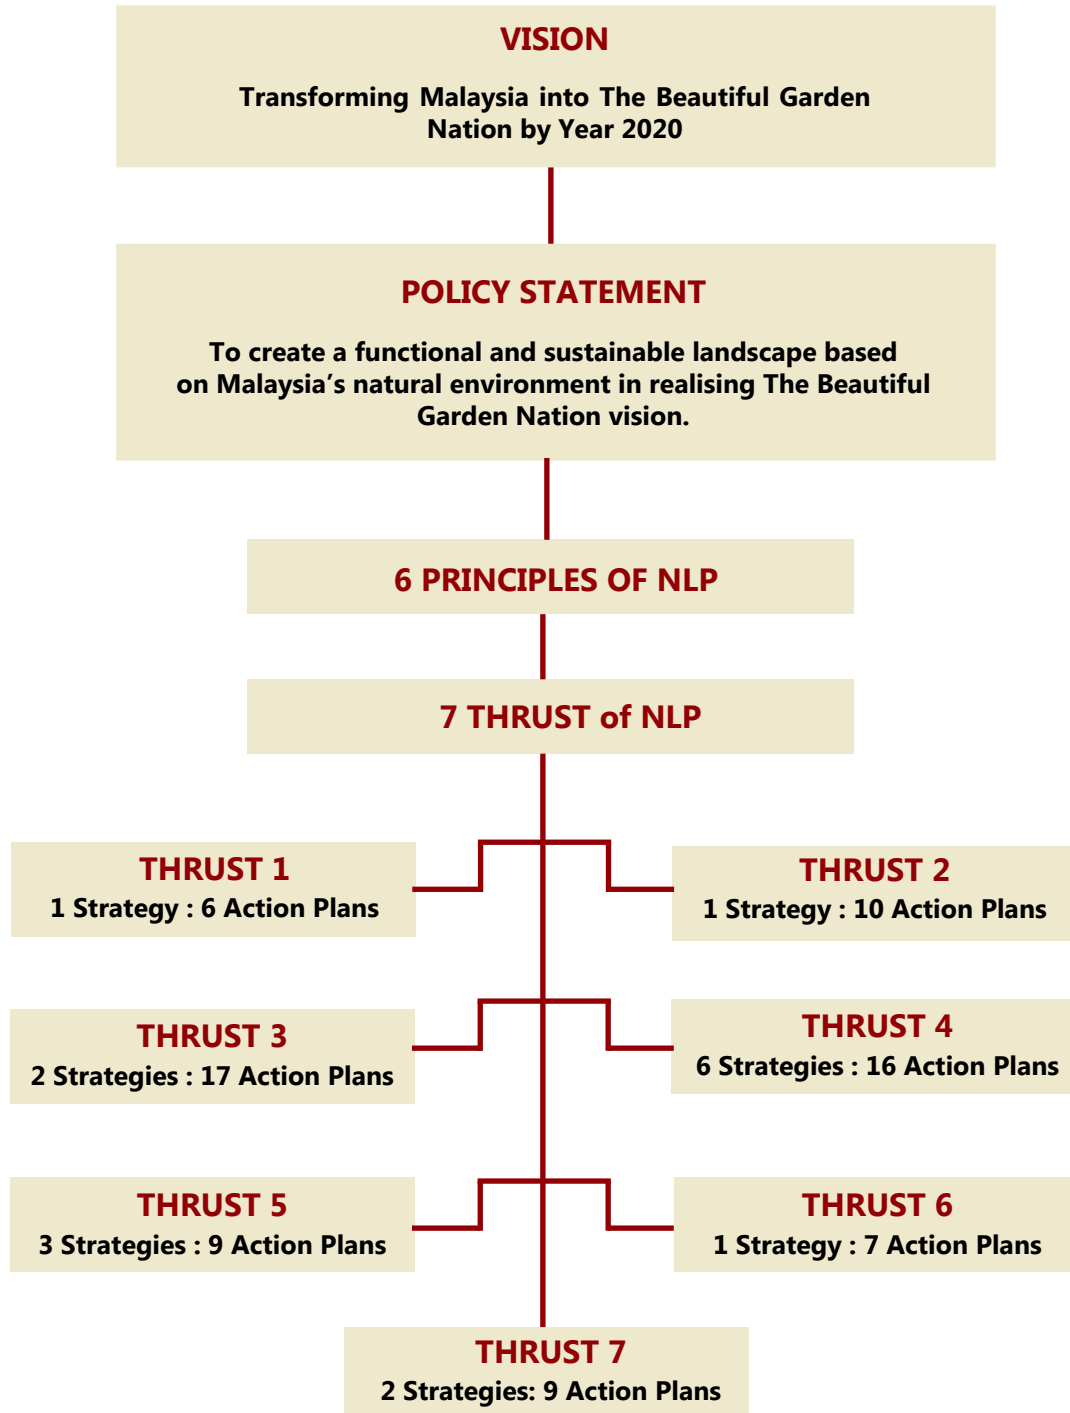 VISION
Transforming Malaysia into The Beautiful Garden
Nation by Year 2020
POLICY STATEMENT
To create a functional and sustainable landscape based
on Malaysia’s natural environment in realising The Beautiful
Garden Nation vision.
6 PRINCIPLES OF NLP
7 THRUST of NLP
THRUST 1
1 Strategy : 6 Action Plans
THRUST 2
1 Strategy : 10 Action Plans
THRUST 3
2 Strategies : 17 Action Plans
THRUST 4
6 Strategies : 16 Action Plans
THRUST 5
3 Strategies : 9 Action Plans
THRUST 6
1 Strategy : 7 Action Plans
THRUST 7
2 Strategies: 9 Action Plans